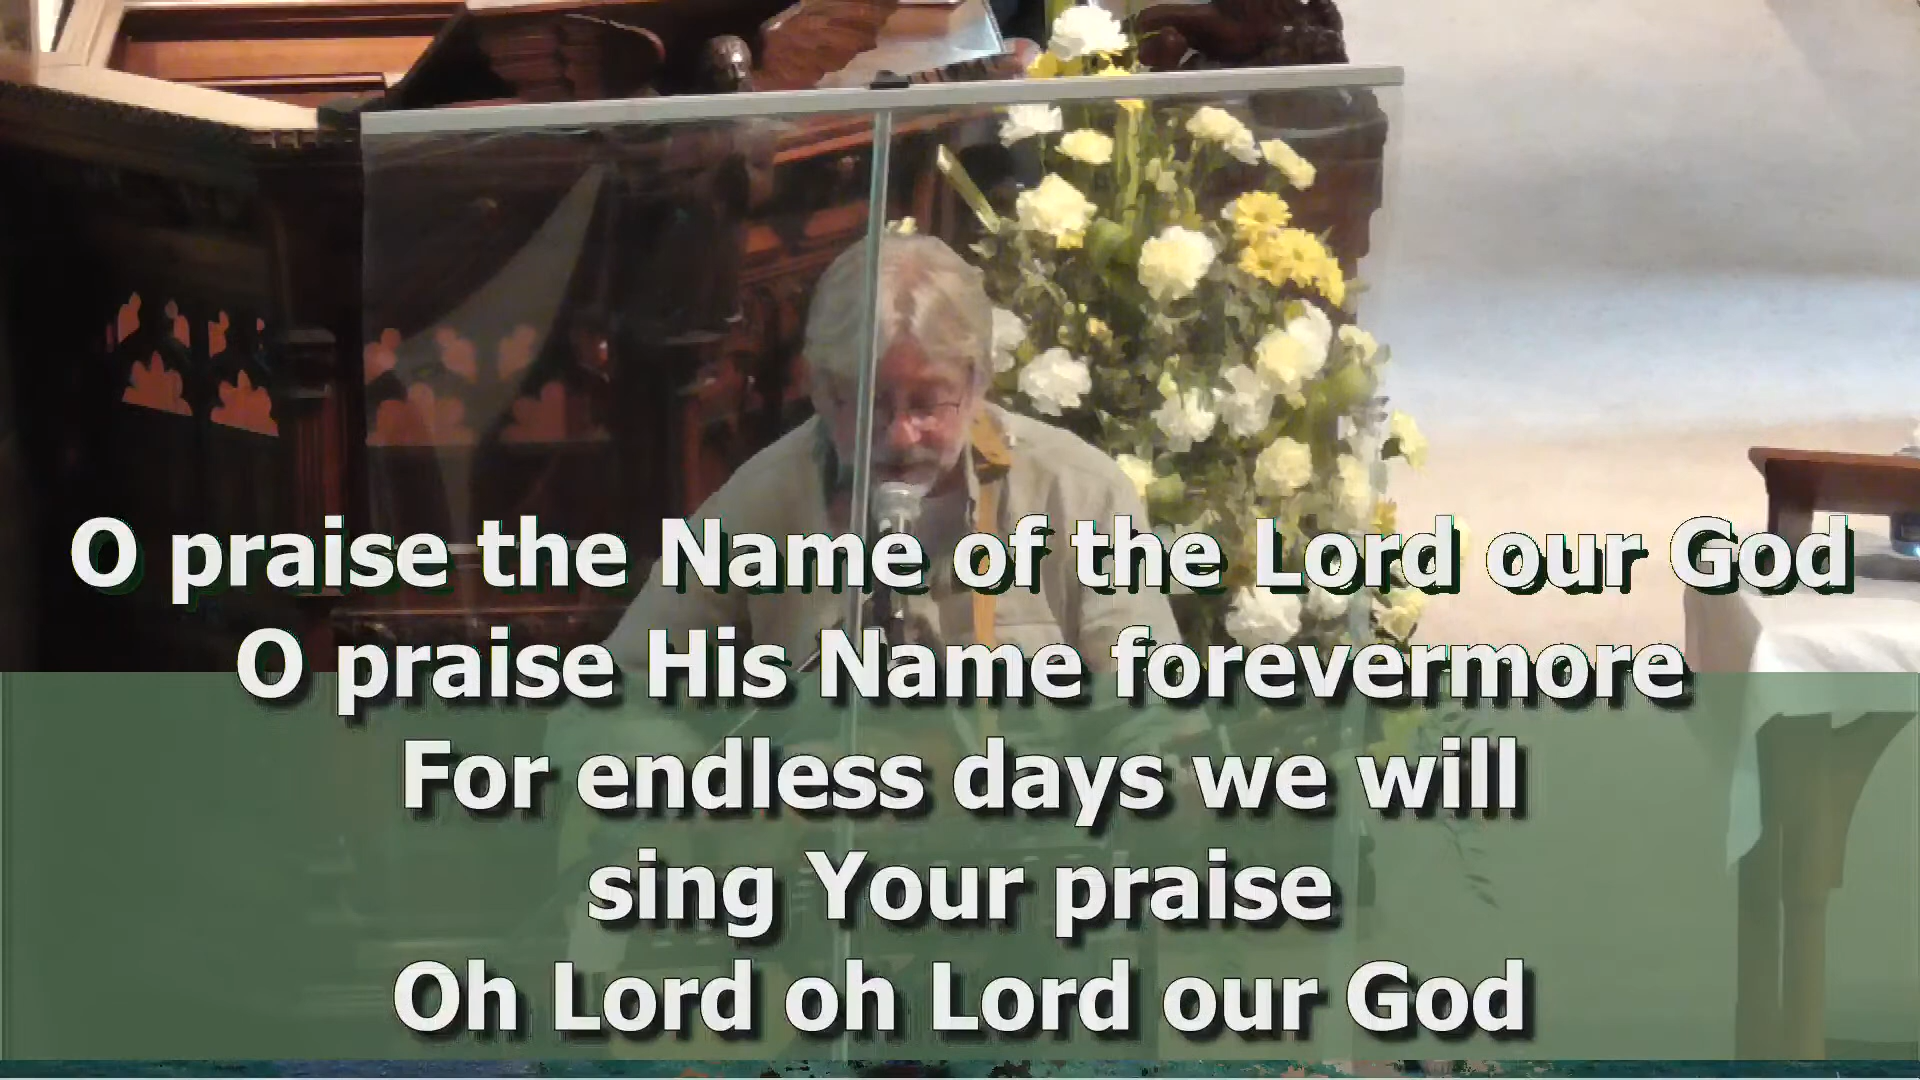 O praise the Name of the Lord our God
O praise His Name forevermore
For endless days we will
sing Your praise
Oh Lord oh Lord our God